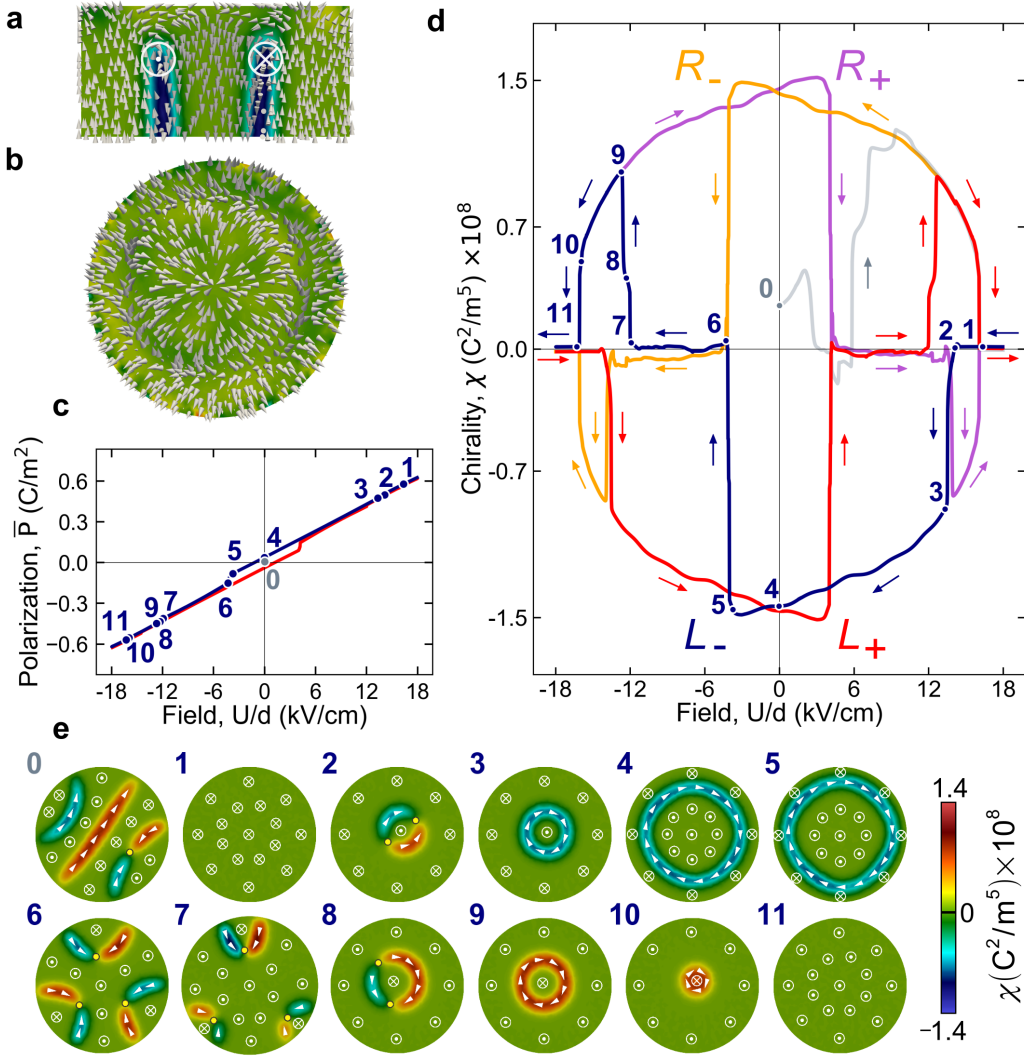 a
b
c
Polarization, P̅ (C/m²)
0.6
0.3
0.0
−0.3
−0.6
3 2 1
5 4
0
6
11 9 7
10 8
-18 -12 -6 0 6 12 18
Field, U/d (kV/cm)
d
Chirality, χ (C²/m⁵) ×10⁸
1.5
0.7
0.0
-0.7
-1.5
R₋ R₊
9
10
8
0
11 7 6 2 1
3
5 4
L₋ L₊
-18 -12 -6 0 6 12 18
Field, U/d (kV/cm)
e
0 1 2 3 4 5
6 7 8 9 10 11
1.4
0
−1.4
χ(C²/m⁵)×10⁸